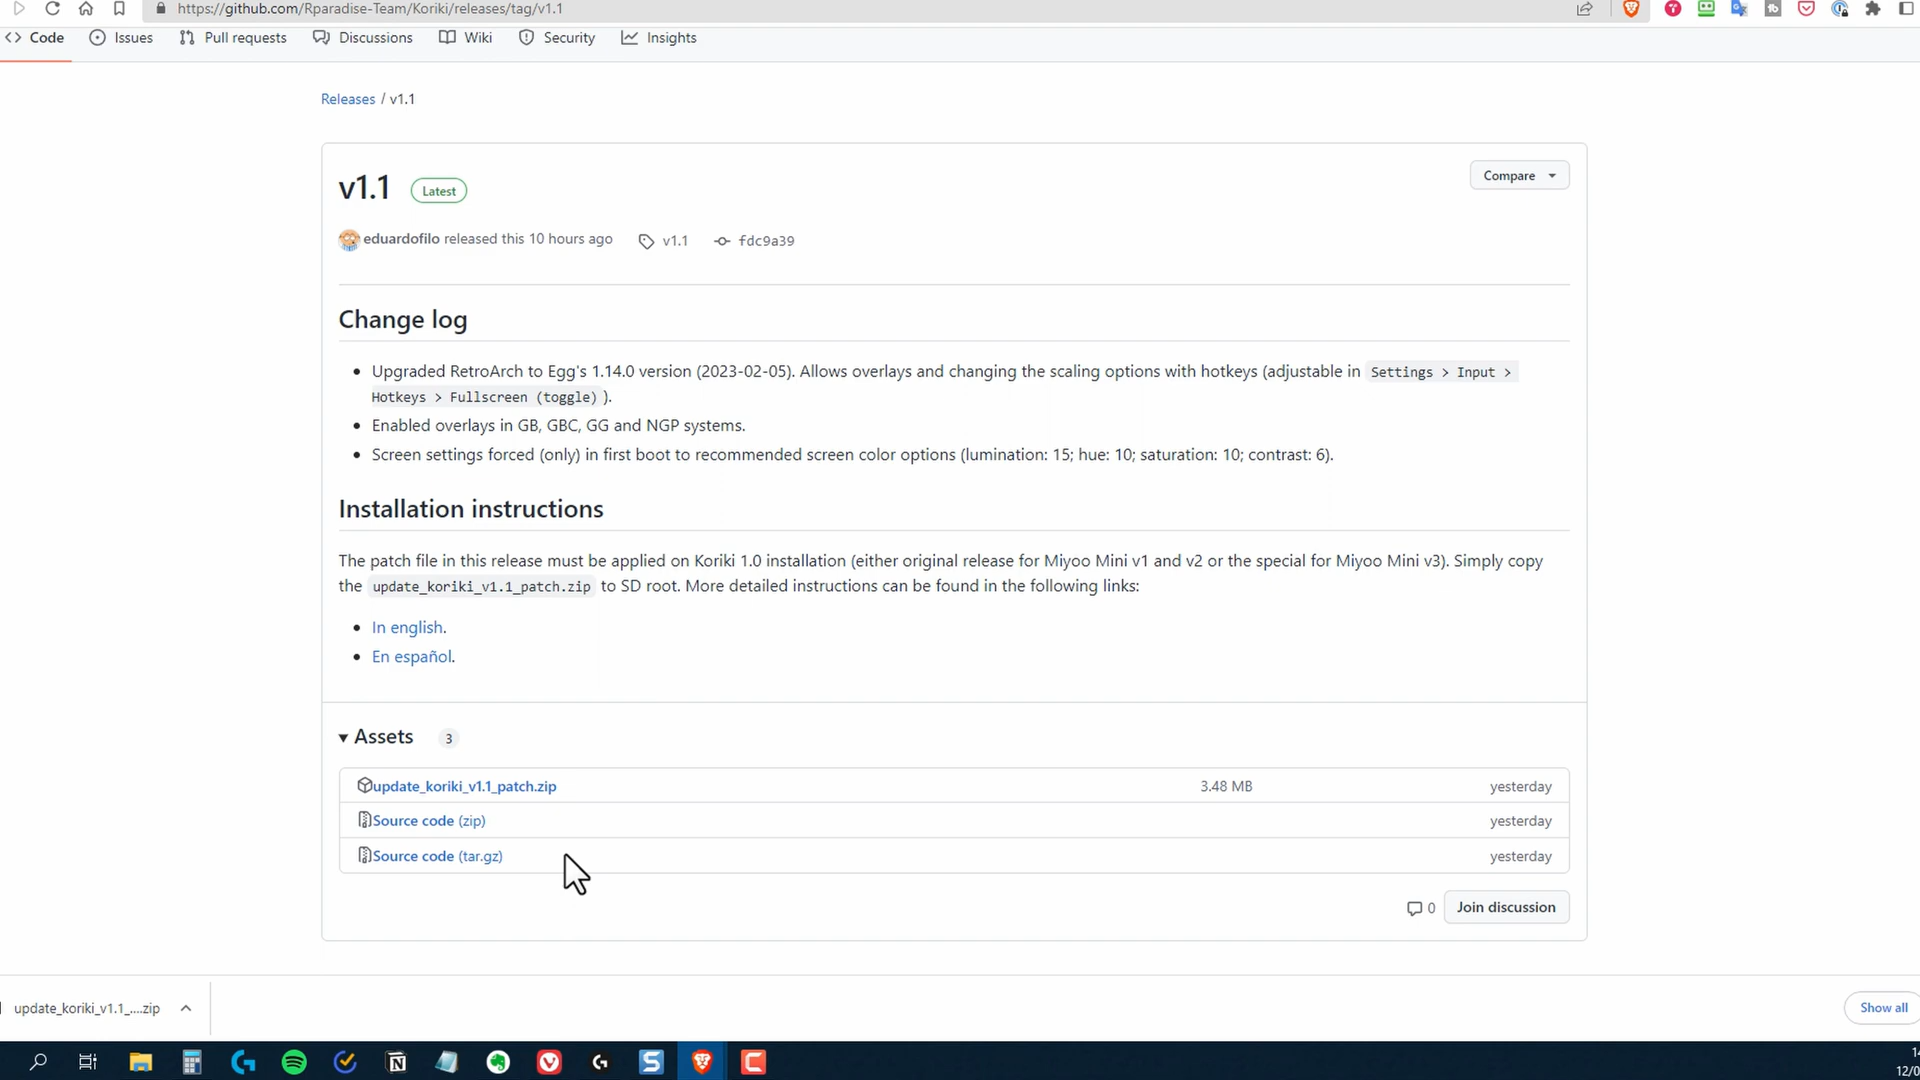 https://github.com/Rparadise-Team/Koriki/releases/tag/v1.1
Code Issues Pull requests Discussions Wiki Security Insights
Releases / v1.1
v1.1 Latest
Compare
eduardofilo released this 10 hours ago v1.1 fdc9a39
Change log
• Upgraded RetroArch to Egg's 1.14.0 version (2023-02-05). Allows overlays and changing the scaling options with hotkeys (adjustable in Settings > Input >
Hotkeys > Fullscreen (toggle) ).
• Enabled overlays in GB, GBC, GG and NGP systems.
• Screen settings forced (only) in first boot to recommended screen color options (lumination: 15; hue: 10; saturation: 10; contrast: 6).
Installation instructions
The patch file in this release must be applied on Koriki 1.0 installation (either original release for Miyoo Mini v1 and v2 or the special for Miyoo Mini v3). Simply copy
the update_koriki_v1.1_patch.zip to SD root. More detailed instructions can be found in the following links:
• In english.
• En español.
Assets 3
update_koriki_v1.1_patch.zip 3.48 MB yesterday
Source code (zip) yesterday
Source code (tar.gz) yesterday
0 Join discussion
update_koriki_v1.1_....zip
Show all
12/0